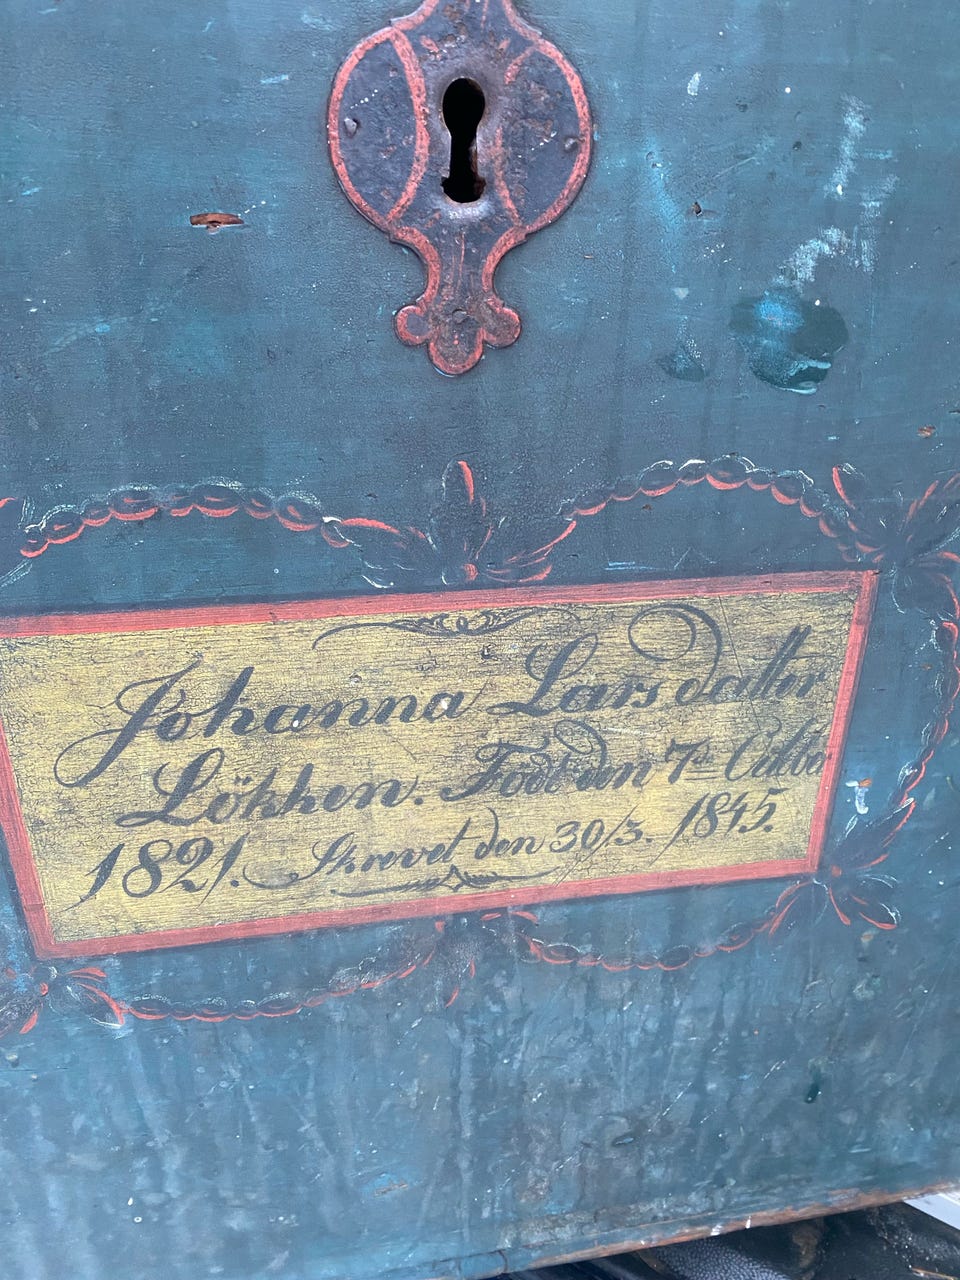 Johanna Larsdatter
Lökken. Född den 7de Octbr
1821. Skrevet den 30/3. 1845.